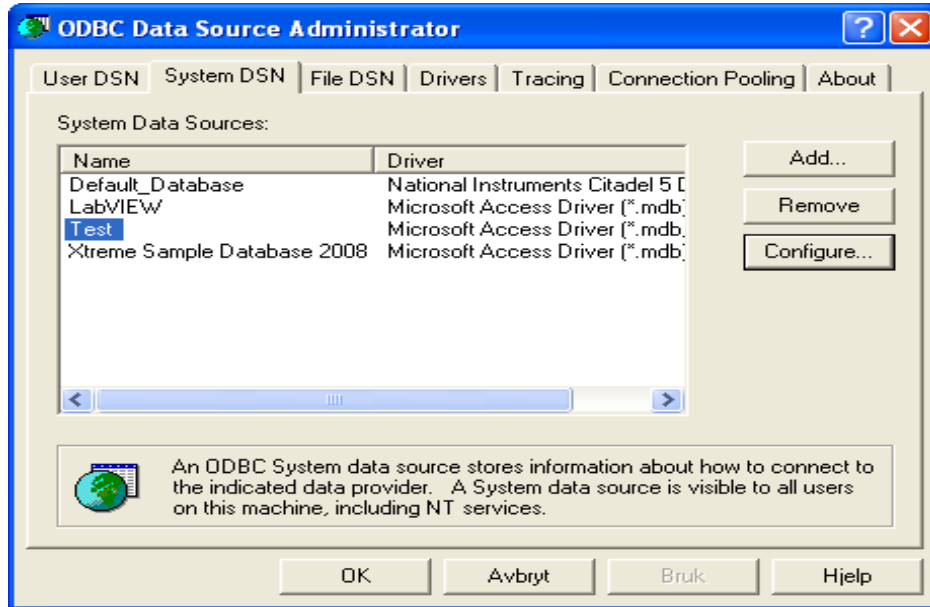 ODBC Data Source Administrator
User DSN System DSN File DSN Drivers Tracing Connection Pooling About
System Data Sources:
Name Driver
Default_Database National Instruments Citadel 5 D
LabVIEW Microsoft Access Driver (*.mdb)
Test Microsoft Access Driver (*.mdb)
Xtreme Sample Database 2008 Microsoft Access Driver (*.mdb)
Add...
Remove
Configure...
An ODBC System data source stores information about how to connect to
the indicated data provider. A System data source is visible to all users
on this machine, including NT services.
OK Avbryt Bruk Hjelp